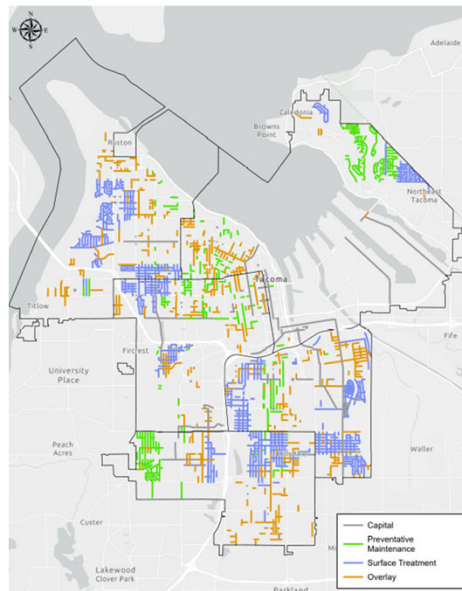 N
W E
S
Adelaide
Caledonia
Browns
Point
Ruston
Northeast
Tacoma
Tacoma
Titlow
Fife
Fircrest
University
Place
Peach
Acres
Waller
Custer
Lakewood
Clover Park
Parkland
Capital
Preventative
Maintenance
Surface Treatment
Overlay